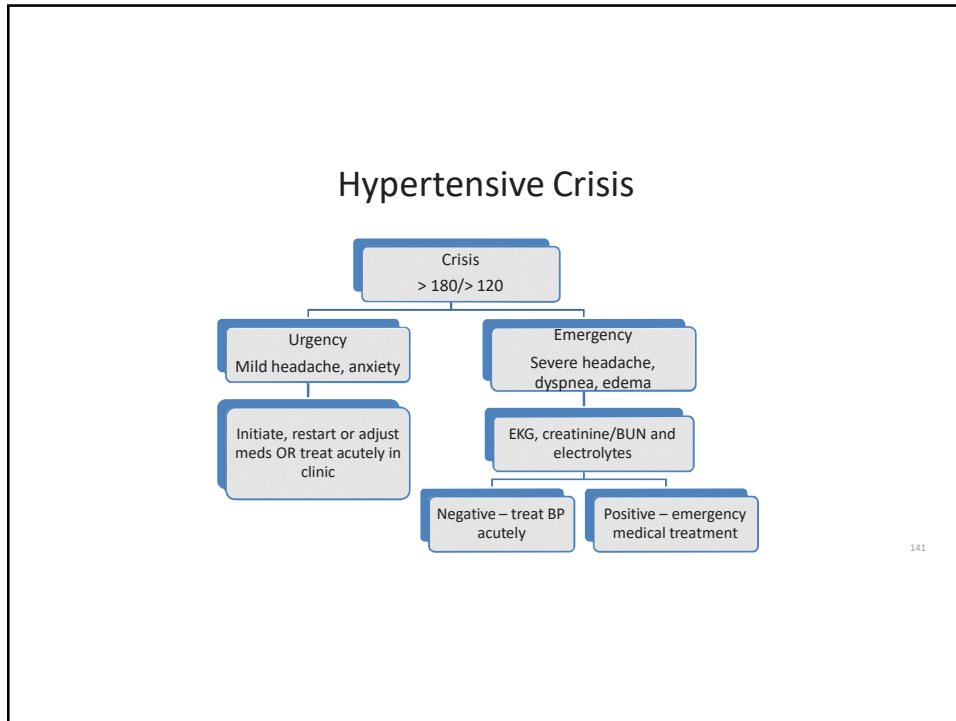 Hypertensive Crisis
Crisis
> 180/> 120
Urgency
Mild headache, anxiety
Emergency
Severe headache,
dyspnea, edema
Initiate, restart or adjust
meds OR treat acutely in
clinic
EKG, creatinine/BUN and
electrolytes
Negative – treat BP
acutely
Positive – emergency
medical treatment
141